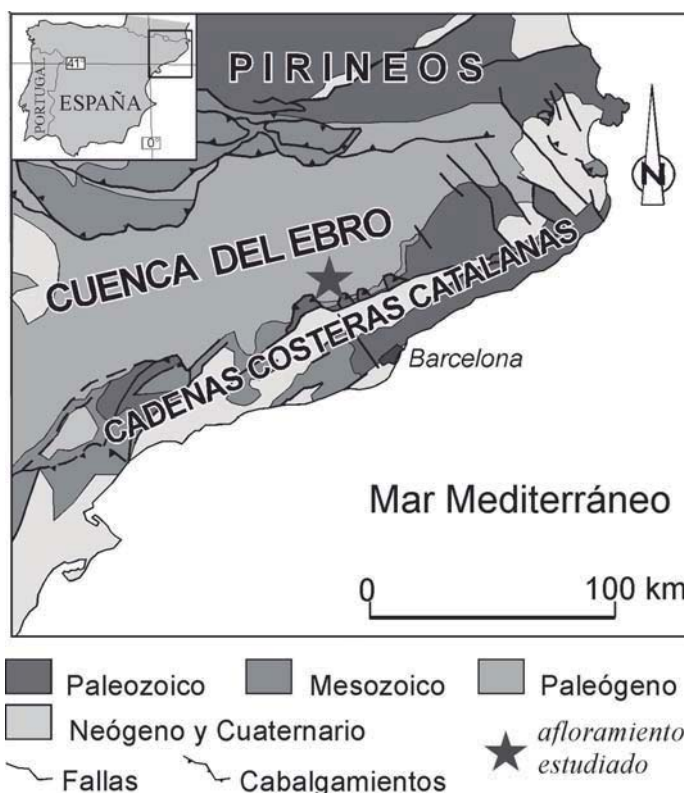 PIRINEOS
PORTUGAL
ESPAÑA
41°
0°
N
CUENCA DEL EBRO
CADENAS COSTERAS CATALANAS
Barcelona
Mar Mediterráneo
0 100 km
Paleozoico Mesozoico Paleógeno
Neógeno y Cuaternario afloramiento
estudiado
Fallas Cabalgamientos